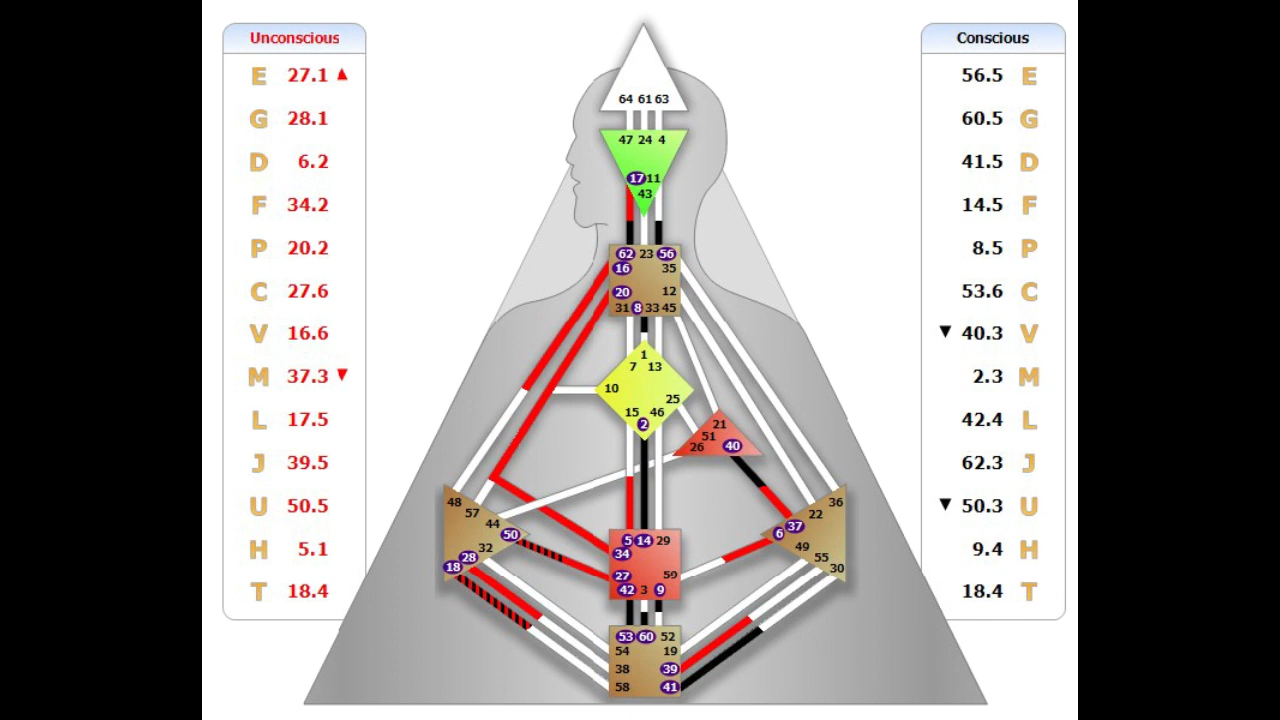 Unconscious
E 27.1 ▲
G 28.1
D 6.2
F 34.2
P 20.2
C 27.6
V 16.6
M 37.3 ▼
L 17.5
J 39.5
U 50.5
H 5.1
T 18.4
64 61 63
47 24 4
17 11
43
62 23 56
16 35
20 12
31 8 33 45
1
7 13
10
25
15 46
2
21
51
26 40
48
57
44
50
32
28
18
5 14 29
34
27 59
42 3 9
36
22
37
6
49
55
30
53 60 52
54 19
38 39
58 41
Conscious
56.5 E
60.5 G
41.5 D
14.5 F
8.5 P
53.6 C
▼ 40.3 V
2.3 M
42.4 L
62.3 J
▼ 50.3 U
9.4 H
18.4 T